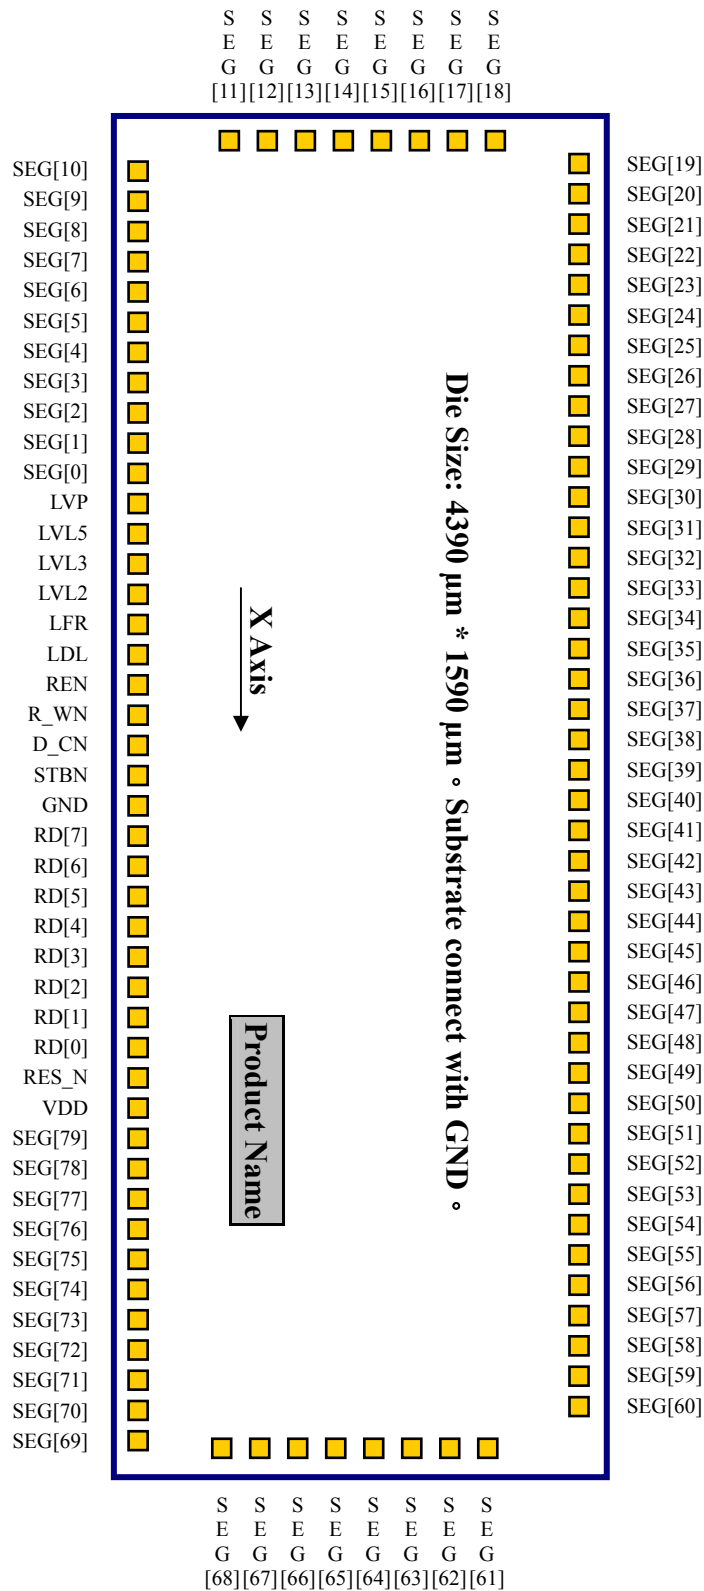 SEG[11] SEG[12] SEG[13] SEG[14] SEG[15] SEG[16] SEG[17] SEG[18]
SEG[10]
SEG[9]
SEG[8]
SEG[7]
SEG[6]
SEG[5]
SEG[4]
SEG[3]
SEG[2]
SEG[1]
SEG[0]
LVP
LVL5
LVL3
LVL2
LFR
LDL
REN
R_WN
D_CN
STBN
GND
RD[7]
RD[6]
RD[5]
RD[4]
RD[3]
RD[2]
RD[1]
RD[0]
RES_N
VDD
SEG[79]
SEG[78]
SEG[77]
SEG[76]
SEG[75]
SEG[74]
SEG[73]
SEG[72]
SEG[71]
SEG[70]
SEG[69]
X Axis
Product Name
Die Size: 4390 µm * 1590 µm。Substrate connect with GND。
SEG[19]
SEG[20]
SEG[21]
SEG[22]
SEG[23]
SEG[24]
SEG[25]
SEG[26]
SEG[27]
SEG[28]
SEG[29]
SEG[30]
SEG[31]
SEG[32]
SEG[33]
SEG[34]
SEG[35]
SEG[36]
SEG[37]
SEG[38]
SEG[39]
SEG[40]
SEG[41]
SEG[42]
SEG[43]
SEG[44]
SEG[45]
SEG[46]
SEG[47]
SEG[48]
SEG[49]
SEG[50]
SEG[51]
SEG[52]
SEG[53]
SEG[54]
SEG[55]
SEG[56]
SEG[57]
SEG[58]
SEG[59]
SEG[60]
SEG[68] SEG[67] SEG[66] SEG[65] SEG[64] SEG[63] SEG[62] SEG[61]